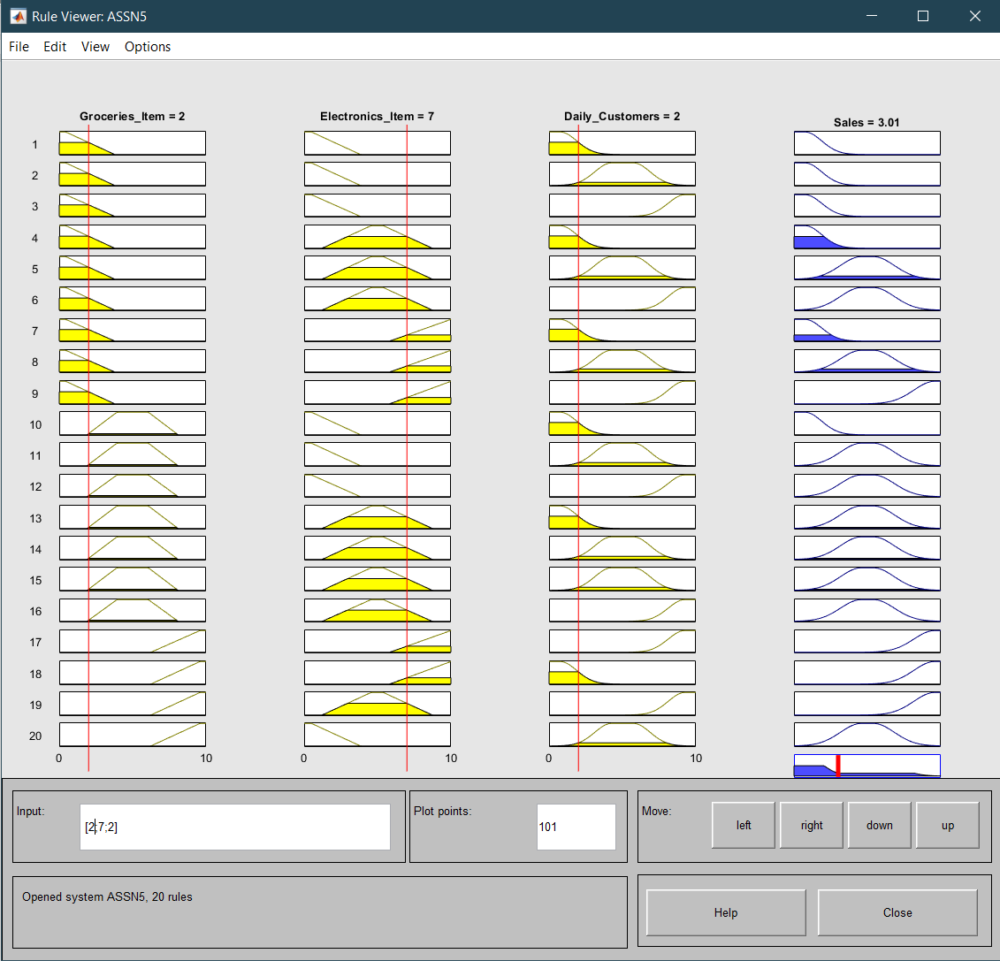 Rule Viewer: ASSN5
File Edit View Options
Groceries_Item = 2 Electronics_Item = 7 Daily_Customers = 2 Sales = 3.01
1
2
3
4
5
6
7
8
9
10
11
12
13
14
15
16
17
18
19
20
0 10 0 10 0 10
Input: [2;7;2] Plot points: 101 Move: left right down up
Opened system ASSN5, 20 rules
Help Close